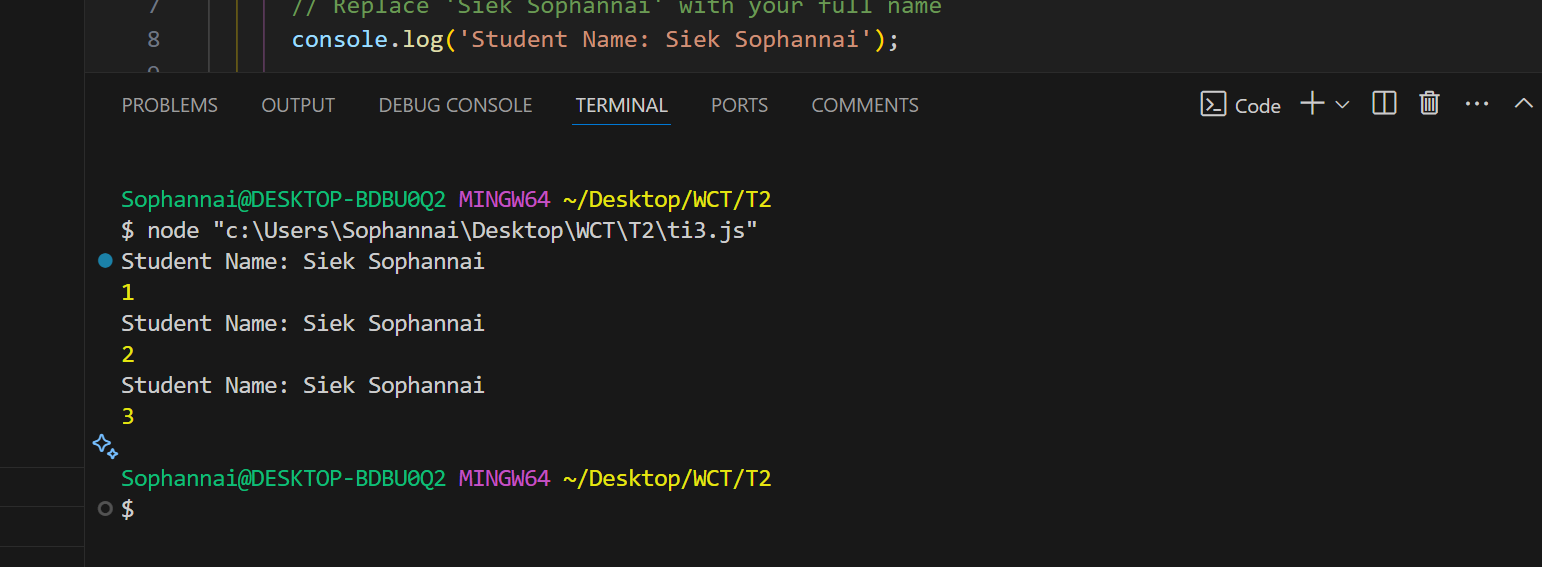 7 // Replace 'Siek Sophannai' with your full name
8 console.log('Student Name: Siek Sophannai');
9
PROBLEMS OUTPUT DEBUG CONSOLE TERMINAL PORTS COMMENTS Code
Sophannai@DESKTOP-BDBU0Q2 MINGW64 ~/Desktop/WCT/T2
$ node "c:\Users\Sophannai\Desktop\WCT\T2\ti3.js"
Student Name: Siek Sophannai
1
Student Name: Siek Sophannai
2
Student Name: Siek Sophannai
3
Sophannai@DESKTOP-BDBU0Q2 MINGW64 ~/Desktop/WCT/T2
$